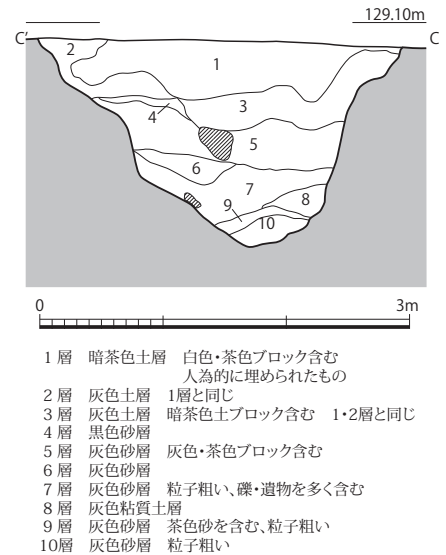 129.10m
C' C
2
1
3
4
5
6
7
8
9
10
0 3m
1層 暗茶色土層 白色・茶色ブロック含む
人為的に埋められたもの
2層 灰色土層 1層と同じ
3層 灰色土層 暗茶色土ブロック含む 1・2層と同じ
4層 黒色砂層
5層 灰色砂層 灰色・茶色ブロック含む
6層 灰色砂層
7層 灰色砂層 粒子粗い、礫・遺物を多く含む
8層 灰色粘質土層
9層 灰色砂層 茶色砂を含む、粒子粗い
10層 灰色砂層 粒子粗い